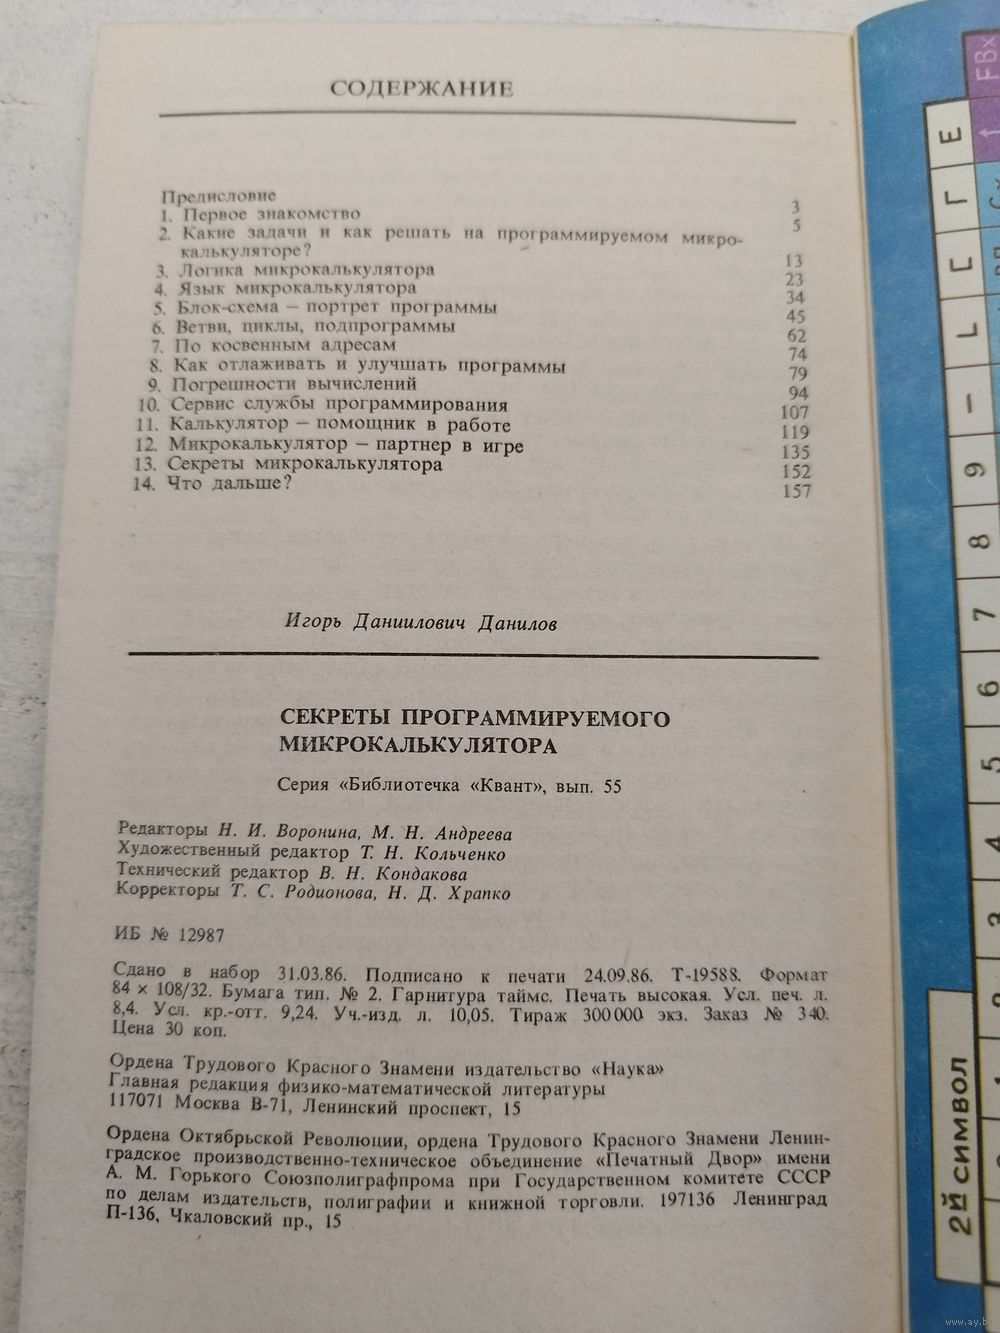 СОДЕРЖАНИЕ
Предисловие 3
1. Первое знакомство 5
2. Какие задачи и как решать на программируемом микро-
калькуляторе? 13
3. Логика микрокалькулятора 23
4. Язык микрокалькулятора 34
5. Блок-схема — портрет программы 45
6. Ветви, циклы, подпрограммы 62
7. По косвенным адресам 74
8. Как отлаживать и улучшать программы 79
9. Погрешности вычислений 94
10. Сервис службы программирования 107
11. Калькулятор — помощник в работе 119
12. Микрокалькулятор — партнер в игре 135
13. Секреты микрокалькулятора 152
14. Что дальше? 157
Игорь Даниилович Данилов
СЕКРЕТЫ ПРОГРАММИРУЕМОГО
МИКРОКАЛЬКУЛЯТОРА
Серия «Библиотечка «Квант», вып. 55
Редакторы Н. И. Воронина, М. Н. Андреева
Художественный редактор Т. Н. Кольченко
Технический редактор В. Н. Кондакова
Корректоры Т. С. Родионова, Н. Д. Храпко
ИБ № 12987
Сдано в набор 31.03.86. Подписано к печати 24.09.86. Т-19588. Формат
84 × 108/32. Бумага тип. № 2. Гарнитура таймс. Печать высокая. Усл. печ. л.
8,4. Усл. кр.-отт. 9,24. Уч.-изд. л. 10,05. Тираж 300000 экз. Заказ № 340.
Цена 30 коп.
Ордена Трудового Красного Знамени издательство «Наука»
Главная редакция физико-математической литературы
117071 Москва В-71, Ленинский проспект, 15
Ордена Октябрьской Революции, ордена Трудового Красного Знамени Ленин-
градское производственно-техническое объединение «Печатный Двор» имени
А. М. Горького Союзполиграфпрома при Государственном комитете СССР
по делам издательств, полиграфии и книжной торговли. 197136 Ленинград
П-136, Чкаловский пр., 15
2й символ
1 2 3 4 5 6 7 8 9 – L С Г Е
FBx
↑
www.ay.by